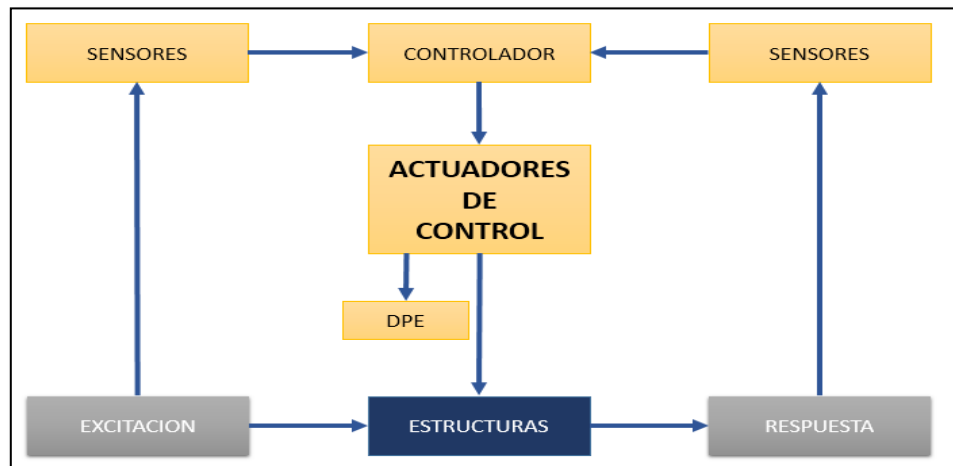 SENSORES
CONTROLADOR
SENSORES
ACTUADORES
DE
CONTROL
DPE
EXCITACION
ESTRUCTURAS
RESPUESTA